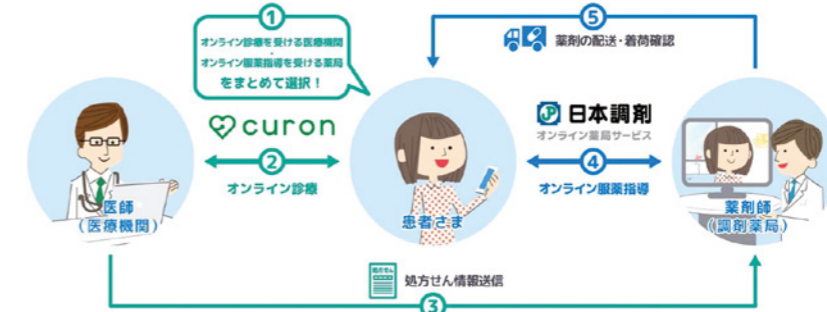 ①
オンライン診療を受ける医療機関
・
オンライン服薬指導を受ける薬局
をまとめて選択！
⑤
薬剤の配送・着荷確認
curon
②
オンライン診療
JP 日本調剤
オンライン薬局サービス
④
オンライン服薬指導
医師
（医療機関）
患者さま
薬剤師
（調剤薬局）
処方せん
処方せん情報送信
③